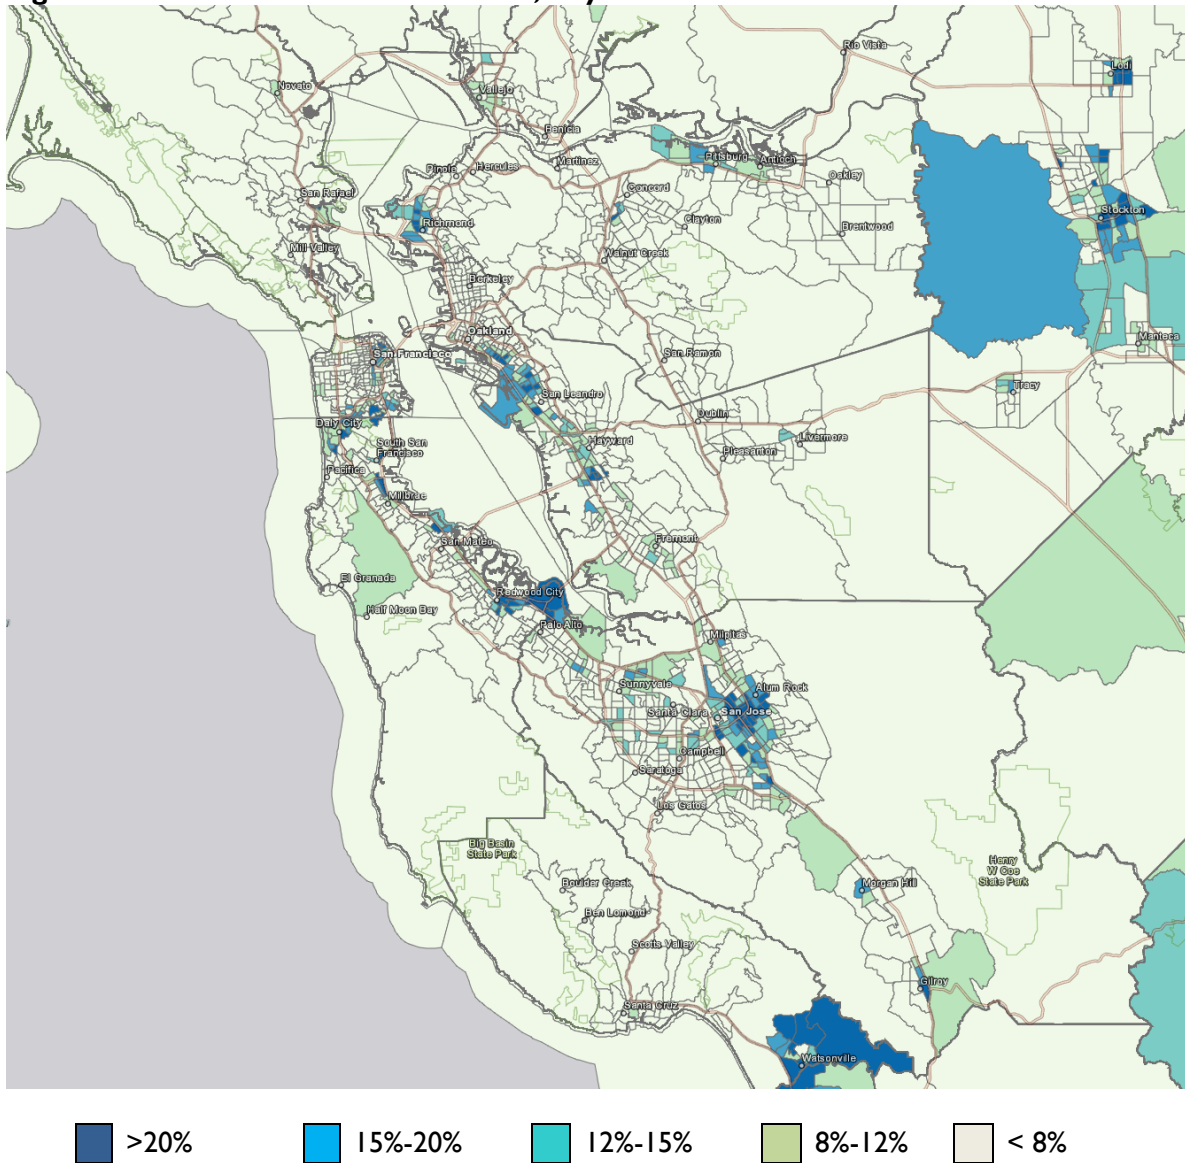 Rio Vista
Lodi
Novato
Vallejo
Benicia
Martinez
Pinole
Hercules
Pittsburg
Antioch
Oakley
San Rafael
Concord
Richmond
Clayton
Brentwood
Stockton
Mill Valley
Walnut Creek
Berkeley
Oakland
San Francisco
San Ramon
Manteca
Tracy
San Leandro
Dublin
Daly City
Hayward
Livermore
South San
Francisco
Pleasanton
Pacifica
Millbrae
San Mateo
Fremont
El Granada
Redwood City
Half Moon Bay
Palo Alto
Milpitas
Sunnyvale
Alum Rock
Santa Clara
San Jose
Campbell
Saratoga
Los Gatos
Big Basin
State Park
Henry
W Coe
State Park
Boulder Creek
Morgan Hill
Ben Lomond
Scotts Valley
Gilroy
Santa Cruz
Watsonville
>20%
15%-20%
12%-15%
8%-12%
< 8%